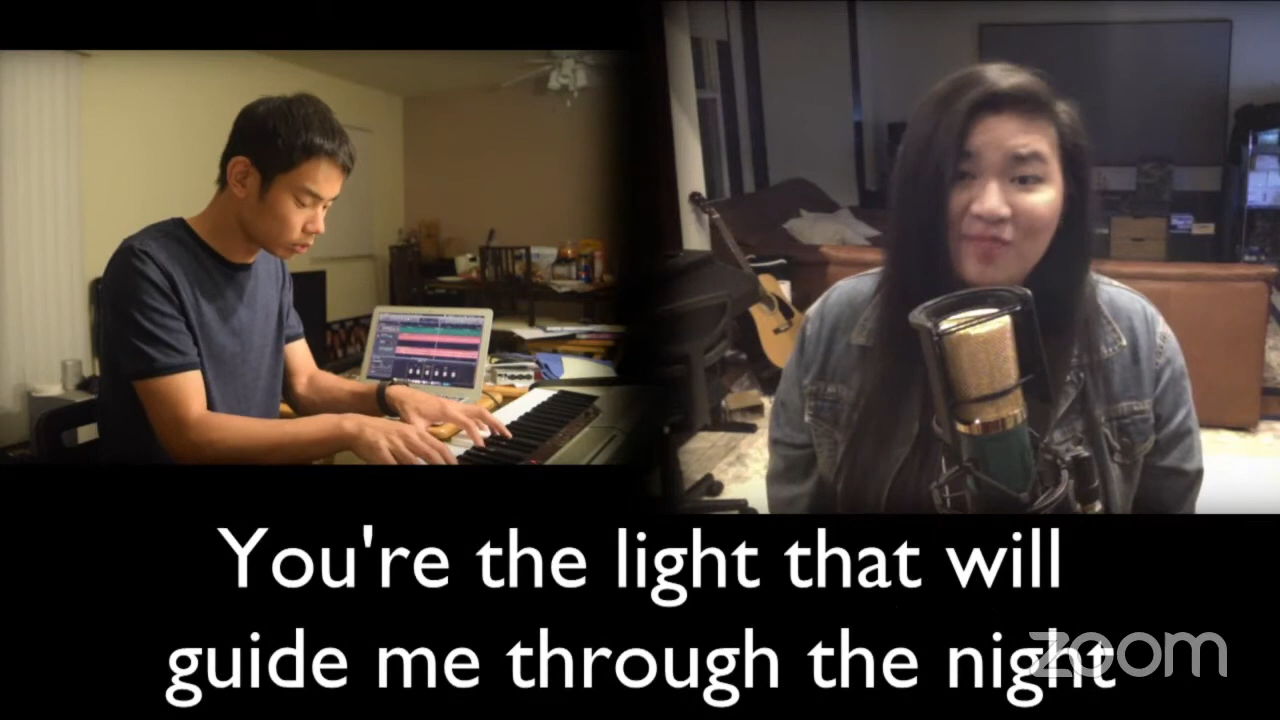 You're the light that will
guide me through the night
zoom